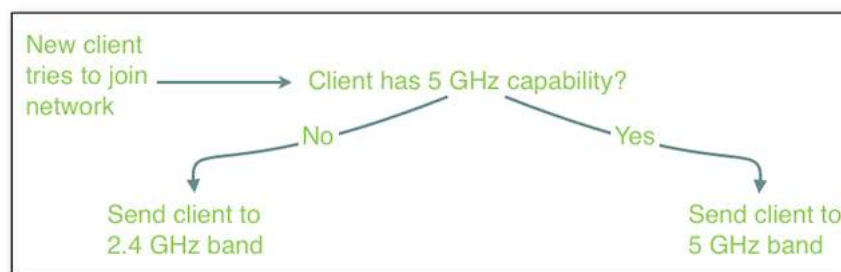 New client
tries to join
network
Client has 5 GHz capability?
No
Yes
Send client to
2.4 GHz band
Send client to
5 GHz band